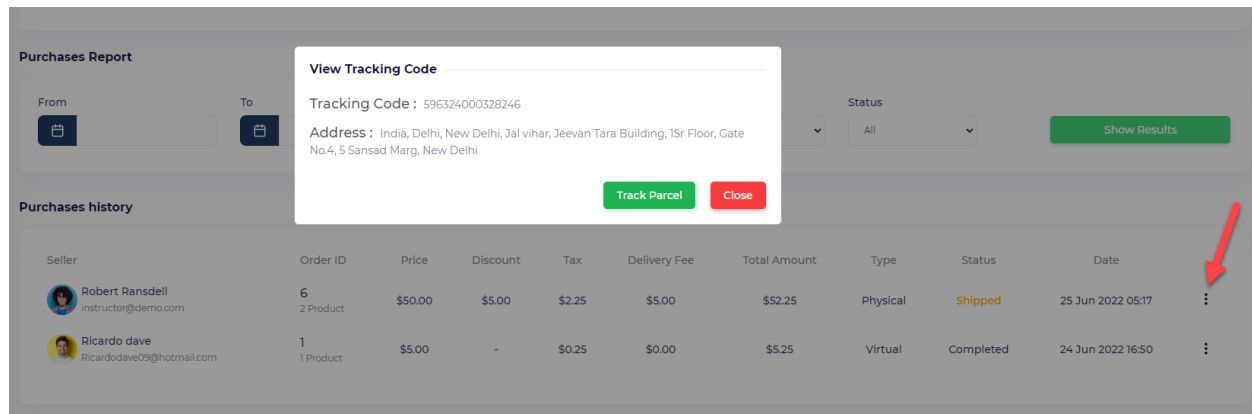 Purchases Report
View Tracking Code
Tracking Code : 596324000328246
Address : India, Delhi, New Delhi, Jal vihar, Jeevan Tara Building, 1Sr Floor, Gate
No.4, 5 Sansad Marg, New Delhi
Track Parcel Close
From To Status
All Show Results
Purchases history
Seller Order ID Price Discount Tax Delivery Fee Total Amount Type Status Date
Robert Ransdell 6 $50.00 $5.00 $2.25 $5.00 $52.25 Physical Shipped 25 Jun 2022 05:17
instructor@demo.com 2 Product
Ricardo dave 1 $5.00 - $0.25 $0.00 $5.25 Virtual Completed 24 Jun 2022 16:50
Ricardodave09@hotmail.com 1 Product